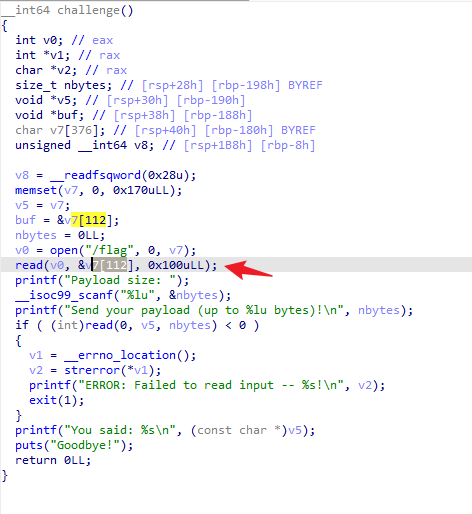 __int64 challenge()
{
int v0; // eax
int *v1; // rax
char *v2; // rax
size_t nbytes; // [rsp+28h] [rbp-198h] BYREF
void *v5; // [rsp+30h] [rbp-190h]
void *buf; // [rsp+38h] [rbp-188h]
char v7[376]; // [rsp+40h] [rbp-180h] BYREF
unsigned __int64 v8; // [rsp+1B8h] [rbp-8h]
v8 = __readfsqword(0x28u);
memset(v7, 0, 0x170uLL);
v5 = v7;
buf = &v7[112];
nbytes = 0LL;
v0 = open("/flag", 0, v7);
read(v0, &v7[112], 0x100uLL);
printf("Payload size: ");
__isoc99_scanf("%lu", &nbytes);
printf("Send your payload (up to %lu bytes)!\n", nbytes);
if ( (int)read(0, v5, nbytes) < 0 )
{
v1 = __errno_location();
v2 = strerror(*v1);
printf("ERROR: Failed to read input -- %s!\n", v2);
exit(1);
}
printf("You said: %s\n", (const char *)v5);
puts("Goodbye!");
return 0LL;
}